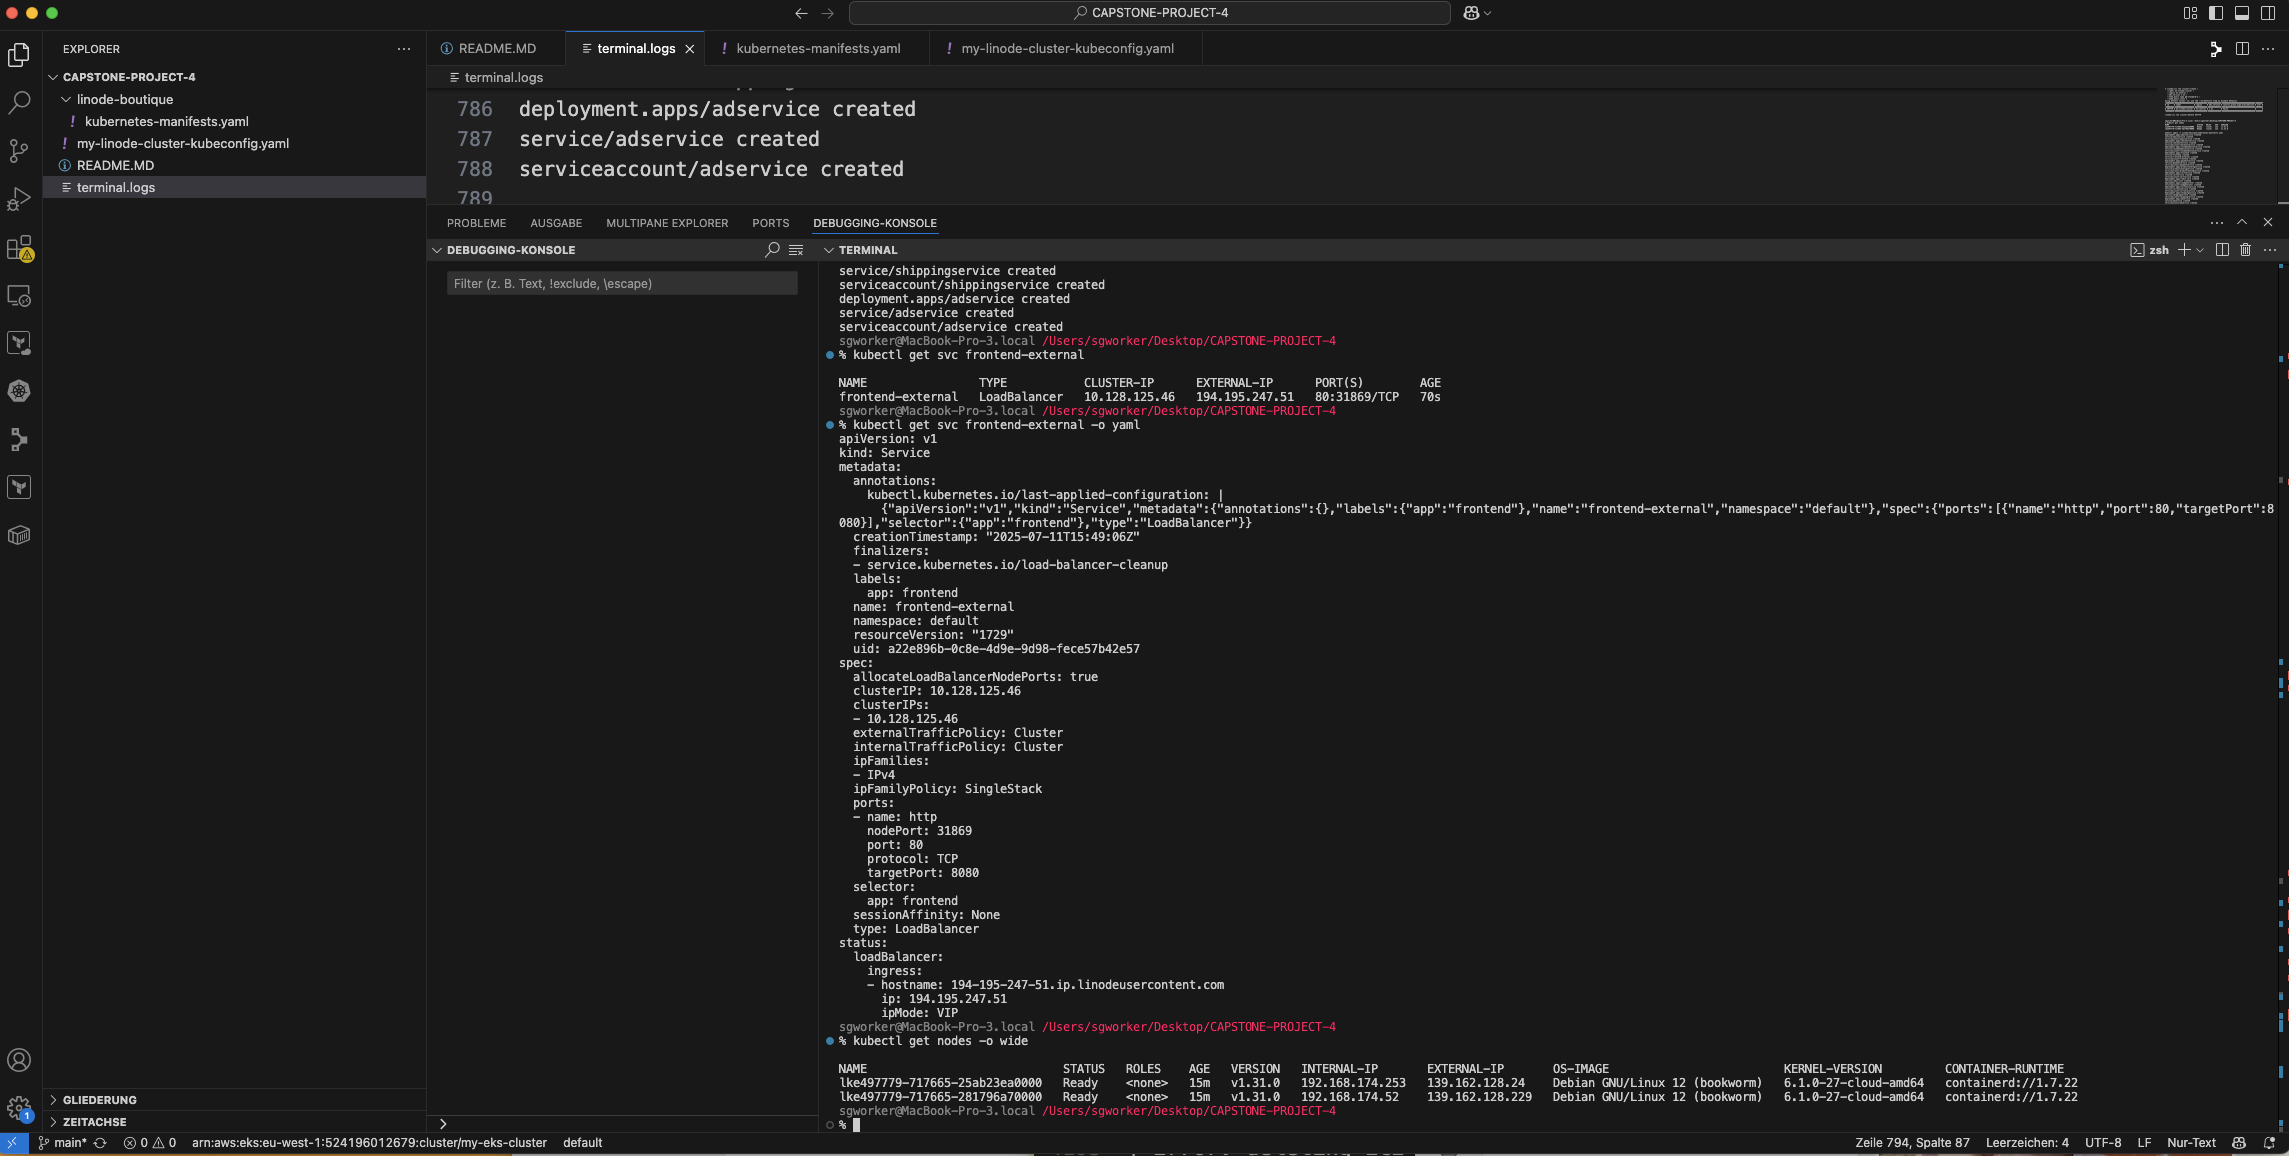 CAPSTONE-PROJECT-4
EXPLORER
CAPSTONE-PROJECT-4
linode-boutique
! kubernetes-manifests.yaml
! my-linode-cluster-kubeconfig.yaml
README.MD
terminal.logs
GLIEDERUNG
ZEITACHSE
README.MD
terminal.logs
! kubernetes-manifests.yaml
! my-linode-cluster-kubeconfig.yaml
terminal.logs
786 deployment.apps/adservice created
787 service/adservice created
788 serviceaccount/adservice created
789
PROBLEME AUSGABE MULTIPANE EXPLORER PORTS DEBUGGING-KONSOLE
DEBUGGING-KONSOLE
Filter (z. B. Text, !exclude, \escape)
TERMINAL
zsh
service/shippingservice created
serviceaccount/shippingservice created
deployment.apps/adservice created
service/adservice created
serviceaccount/adservice created
sgworker@MacBook-Pro-3.local /Users/sgworker/Desktop/CAPSTONE-PROJECT-4
% kubectl get svc frontend-external
NAME TYPE CLUSTER-IP EXTERNAL-IP PORT(S) AGE
frontend-external LoadBalancer 10.128.125.46 194.195.247.51 80:31869/TCP 70s
sgworker@MacBook-Pro-3.local /Users/sgworker/Desktop/CAPSTONE-PROJECT-4
% kubectl get svc frontend-external -o yaml
apiVersion: v1
kind: Service
metadata:
annotations:
kubectl.kubernetes.io/last-applied-configuration: |
{"apiVersion":"v1","kind":"Service","metadata":{"annotations":{},"labels":{"app":"frontend"},"name":"frontend-external","namespace":"default"},"spec":{"ports":[{"name":"http","port":80,"targetPort":8
080}],"selector":{"app":"frontend"},"type":"LoadBalancer"}}
creationTimestamp: "2025-07-11T15:49:06Z"
finalizers:
- service.kubernetes.io/load-balancer-cleanup
labels:
app: frontend
name: frontend-external
namespace: default
resourceVersion: "1729"
uid: a22e896b-0c8e-4d9e-9d98-fece57b42e57
spec:
allocateLoadBalancerNodePorts: true
clusterIP: 10.128.125.46
clusterIPs:
- 10.128.125.46
externalTrafficPolicy: Cluster
internalTrafficPolicy: Cluster
ipFamilies:
- IPv4
ipFamilyPolicy: SingleStack
ports:
- name: http
nodePort: 31869
port: 80
protocol: TCP
targetPort: 8080
selector:
app: frontend
sessionAffinity: None
type: LoadBalancer
status:
loadBalancer:
ingress:
- hostname: 194-195-247-51.ip.linodeusercontent.com
ip: 194.195.247.51
ipMode: VIP
sgworker@MacBook-Pro-3.local /Users/sgworker/Desktop/CAPSTONE-PROJECT-4
% kubectl get nodes -o wide
NAME STATUS ROLES AGE VERSION INTERNAL-IP EXTERNAL-IP OS-IMAGE KERNEL-VERSION CONTAINER-RUNTIME
lke497779-717665-25ab23ea0000 Ready <none> 15m v1.31.0 192.168.174.253 139.162.128.24 Debian GNU/Linux 12 (bookworm) 6.1.0-27-cloud-amd64 containerd://1.7.22
lke497779-717665-281796a70000 Ready <none> 15m v1.31.0 192.168.174.52 139.162.128.229 Debian GNU/Linux 12 (bookworm) 6.1.0-27-cloud-amd64 containerd://1.7.22
sgworker@MacBook-Pro-3.local /Users/sgworker/Desktop/CAPSTONE-PROJECT-4
%
1
main* 0 0 arn:aws:eks:eu-west-1:524196012679:cluster/my-eks-cluster default
Zeile 794, Spalte 87 Leerzeichen: 4 UTF-8 LF Nur-Text